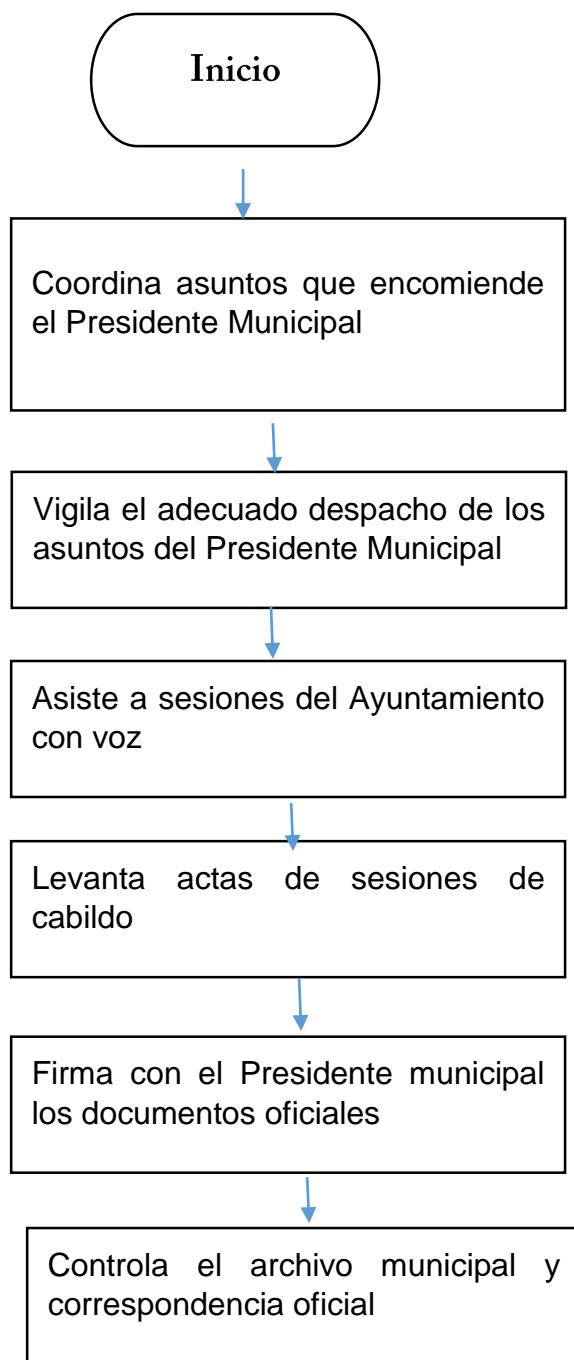 Inicio
Coordina asuntos que encomiende
el Presidente Municipal
Vigila el adecuado despacho de los
asuntos del Presidente Municipal
Asiste a sesiones del Ayuntamiento
con voz
Levanta actas de sesiones de
cabildo
Firma con el Presidente municipal
los documentos oficiales
Controla el archivo municipal y
correspondencia oficial